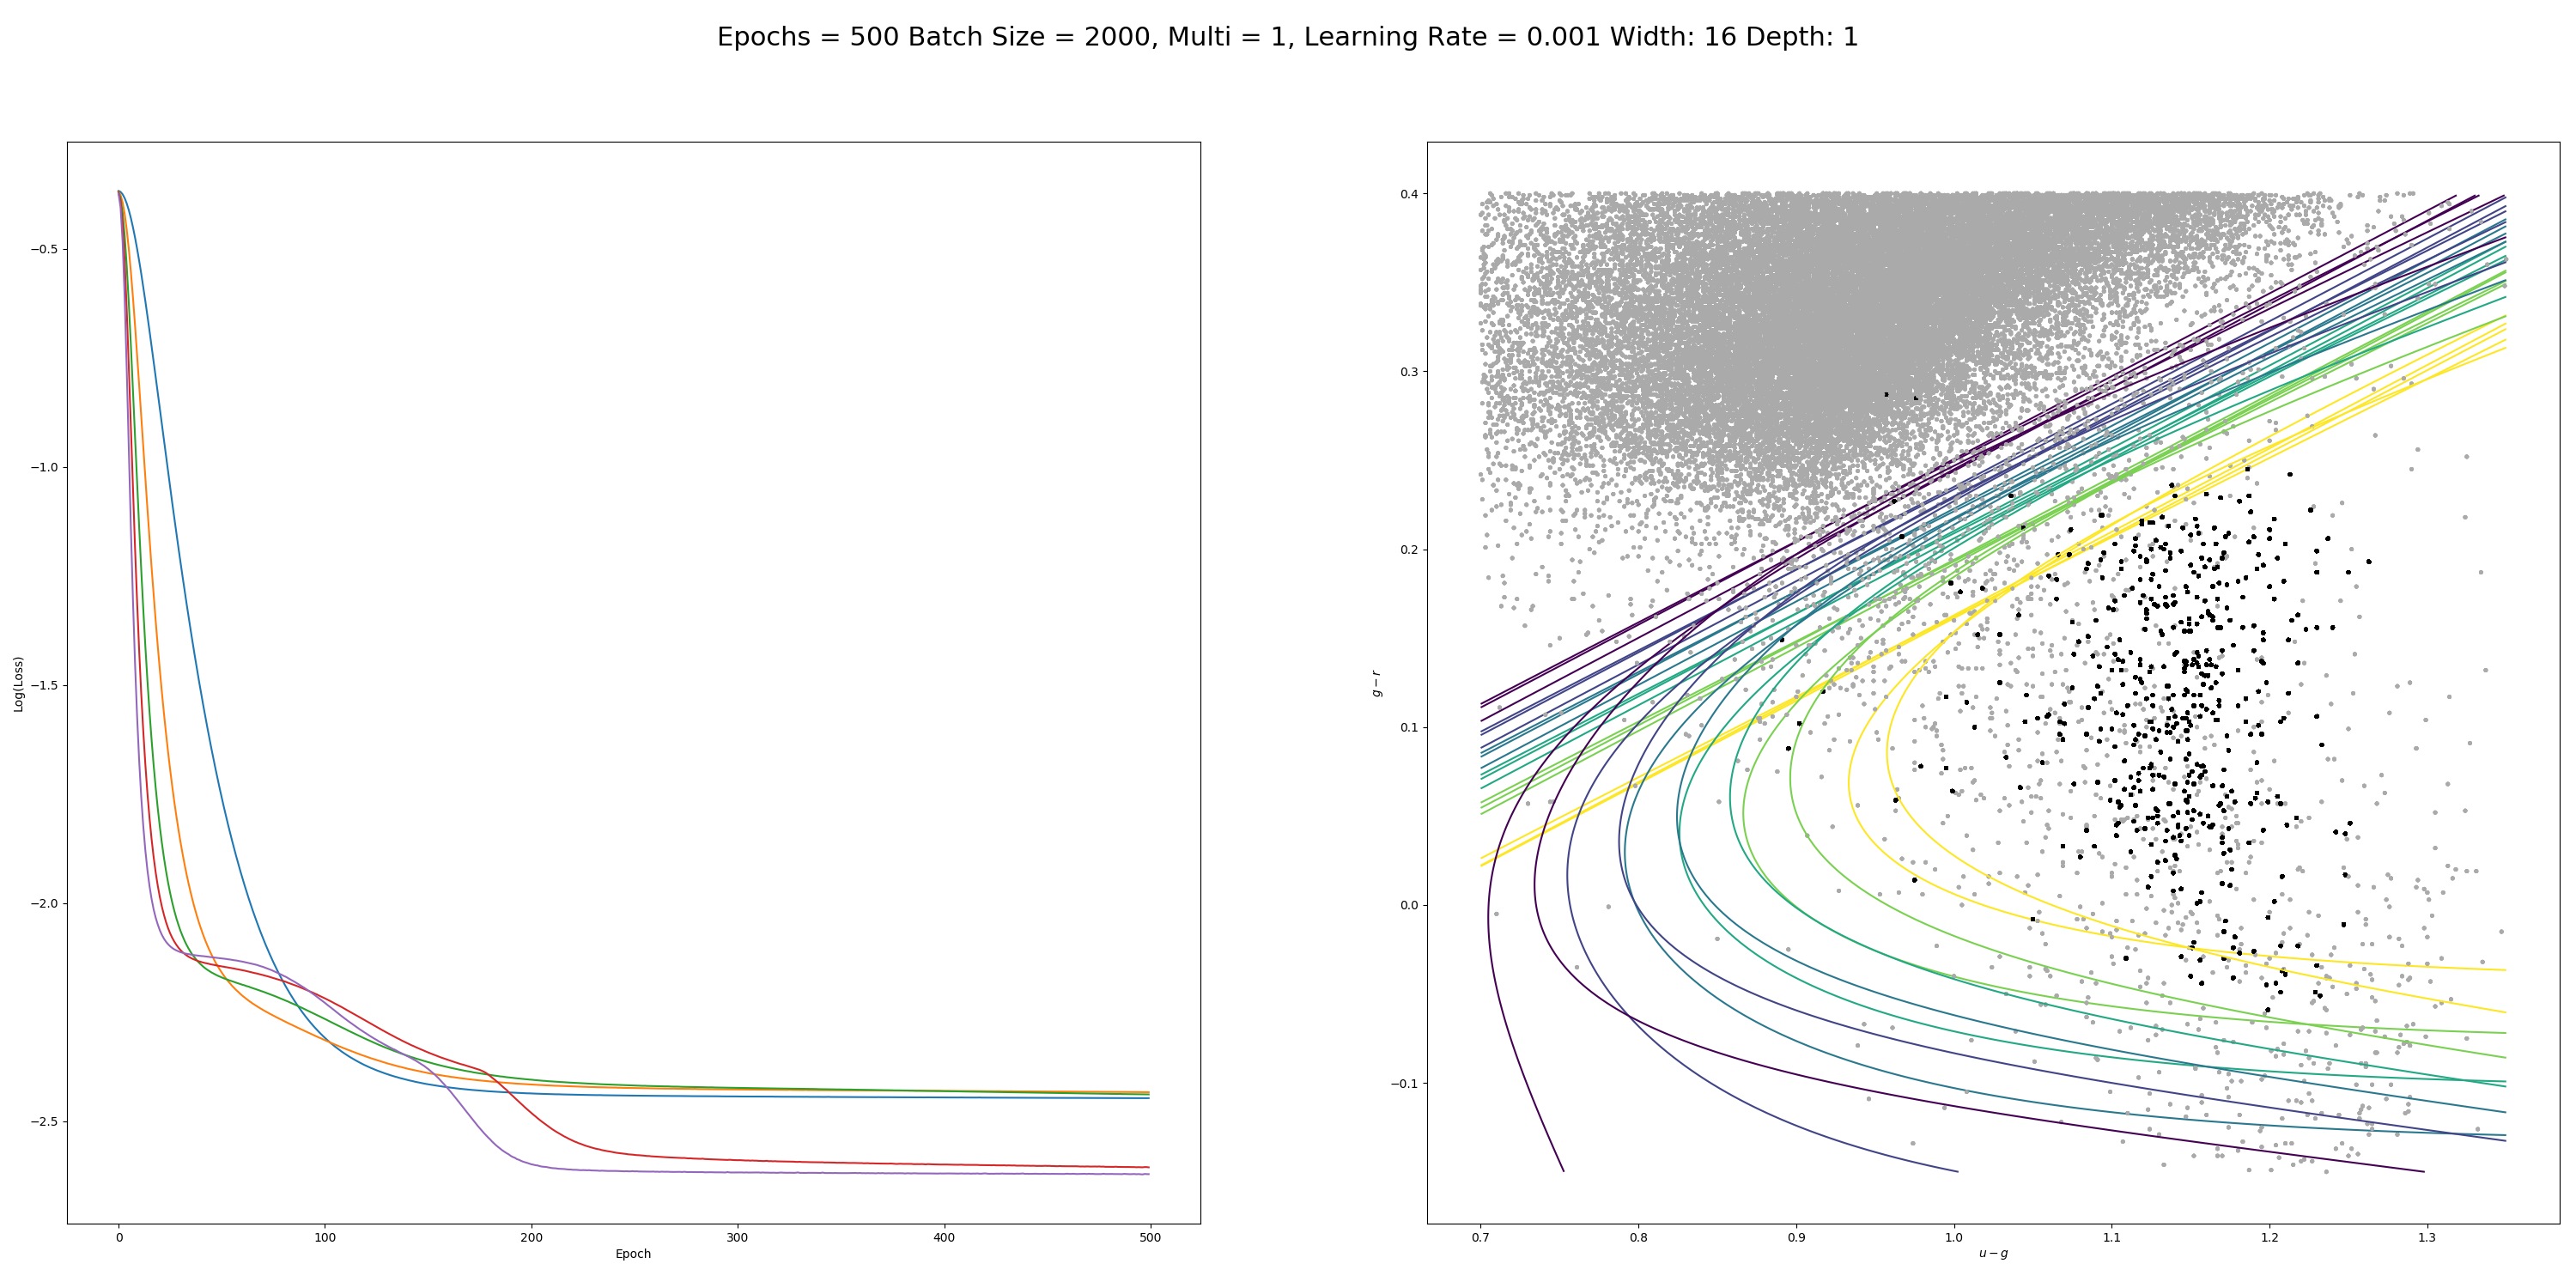 Epochs = 500 Batch Size = 2000, Multi = 1, Learning Rate = 0.001 Width: 16 Depth: 1
Log(Loss)
−0.5
−1.0
−1.5
−2.0
−2.5
0 100 200 300 400 500
Epoch
g − r
0.4
0.3
0.2
0.1
0.0
−0.1
0.7 0.8 0.9 1.0 1.1 1.2 1.3
u − g